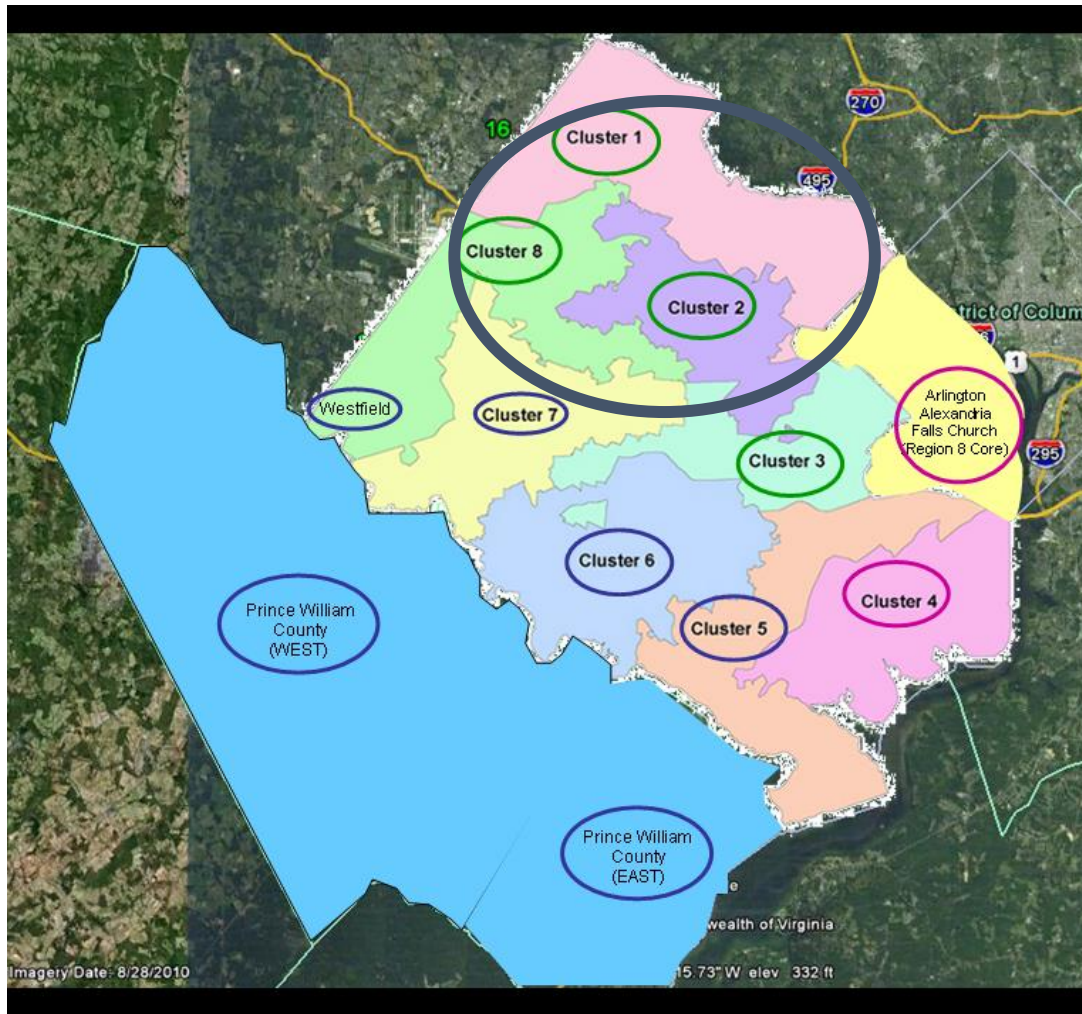 270
16
Cluster 1
495
Cluster 8
Cluster 2
trict of Colum
1
Westfield
Cluster 7
Arlington
Alexandria
Falls Church
(Region 8 Core)
295
Cluster 3
Cluster 6
Cluster 4
Prince William
County
(WEST)
Cluster 5
Prince William
County
(EAST)
e
wealth of Virginia
Imagery Date: 8/28/2010
15.73" W elev 332 ft